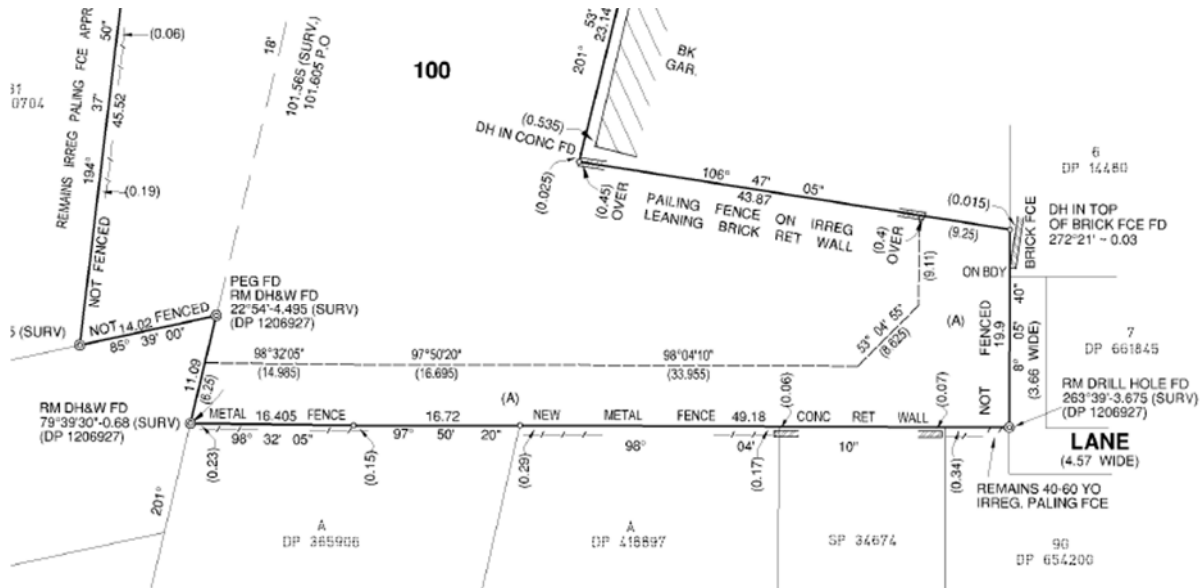 REMAINS IRREG PALING FCE APPR
194° 37' 50"
45.52
(0.06)
(0.19)
NOT FENCED
18'
101.565 (SURV.)
101.605 P.O
100
201° 53'
23.14
BK
GAR.
(0.535)
DH IN CONC FD
(0.025)
(0.45)
OVER
106° 47' 05"
43.87
PAILING FENCE ON IRREG
LEANING BRICK RET WALL
(0.4)
OVER
(9.25)
(0.015)
BRICK FCE
6
DP 14480
DH IN TOP
OF BRICK FCE FD
272°21' ~ 0.03
ON BDY
(9.11)
53° 04' 55"
(8.625)
(A)
NOT FENCED
19.9
8° 05' 40"
(3.66 WIDE)
7
DP 661845
RM DRILL HOLE FD
263°39'-3.675 (SURV)
(DP 1206927)
LANE
(4.57 WIDE)
PEG FD
RM DH&W FD
22°54'-4.495 (SURV)
(DP 1206927)
(SURV)
NOT FENCED
14.02
85° 39' 00"
11.09
(6.25)
98°32'05"
(14.985)
97°50'20"
(16.695)
98°04'10"
(33.955)
RM DH&W FD
79°39'30"-0.68 (SURV)
(DP 1206927)
(A)
METAL 16.405 FENCE 16.72 NEW METAL FENCE 49.18 CONC RET WALL
98° 32' 05" 97° 50' 20" 98° 04' 10"
(0.23)
(0.15)
(0.29)
(0.17)
(0.06)
(0.07)
(0.34)
REMAINS 40-60 YO
IRREG. PALING FCE
201°
A
DP 365906
A
DP 418897
SP 34674
90
DP 654200